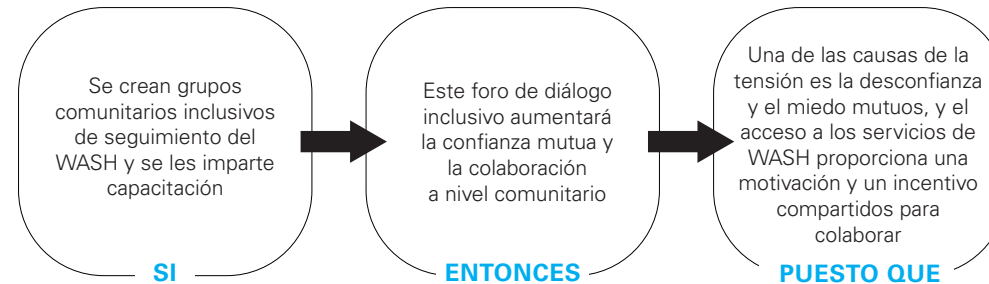 Se crean grupos
comunitarios inclusivos
de seguimiento del
WASH y se les imparte
capacitación
SI
Este foro de diálogo
inclusivo aumentará
la confianza mutua y
la colaboración
a nivel comunitario
ENTONCES
Una de las causas de la
tensión es la desconfianza
y el miedo mutuos, y el
acceso a los servicios de
WASH proporciona una
motivación y un incentivo
compartidos para
colaborar
PUESTO QUE